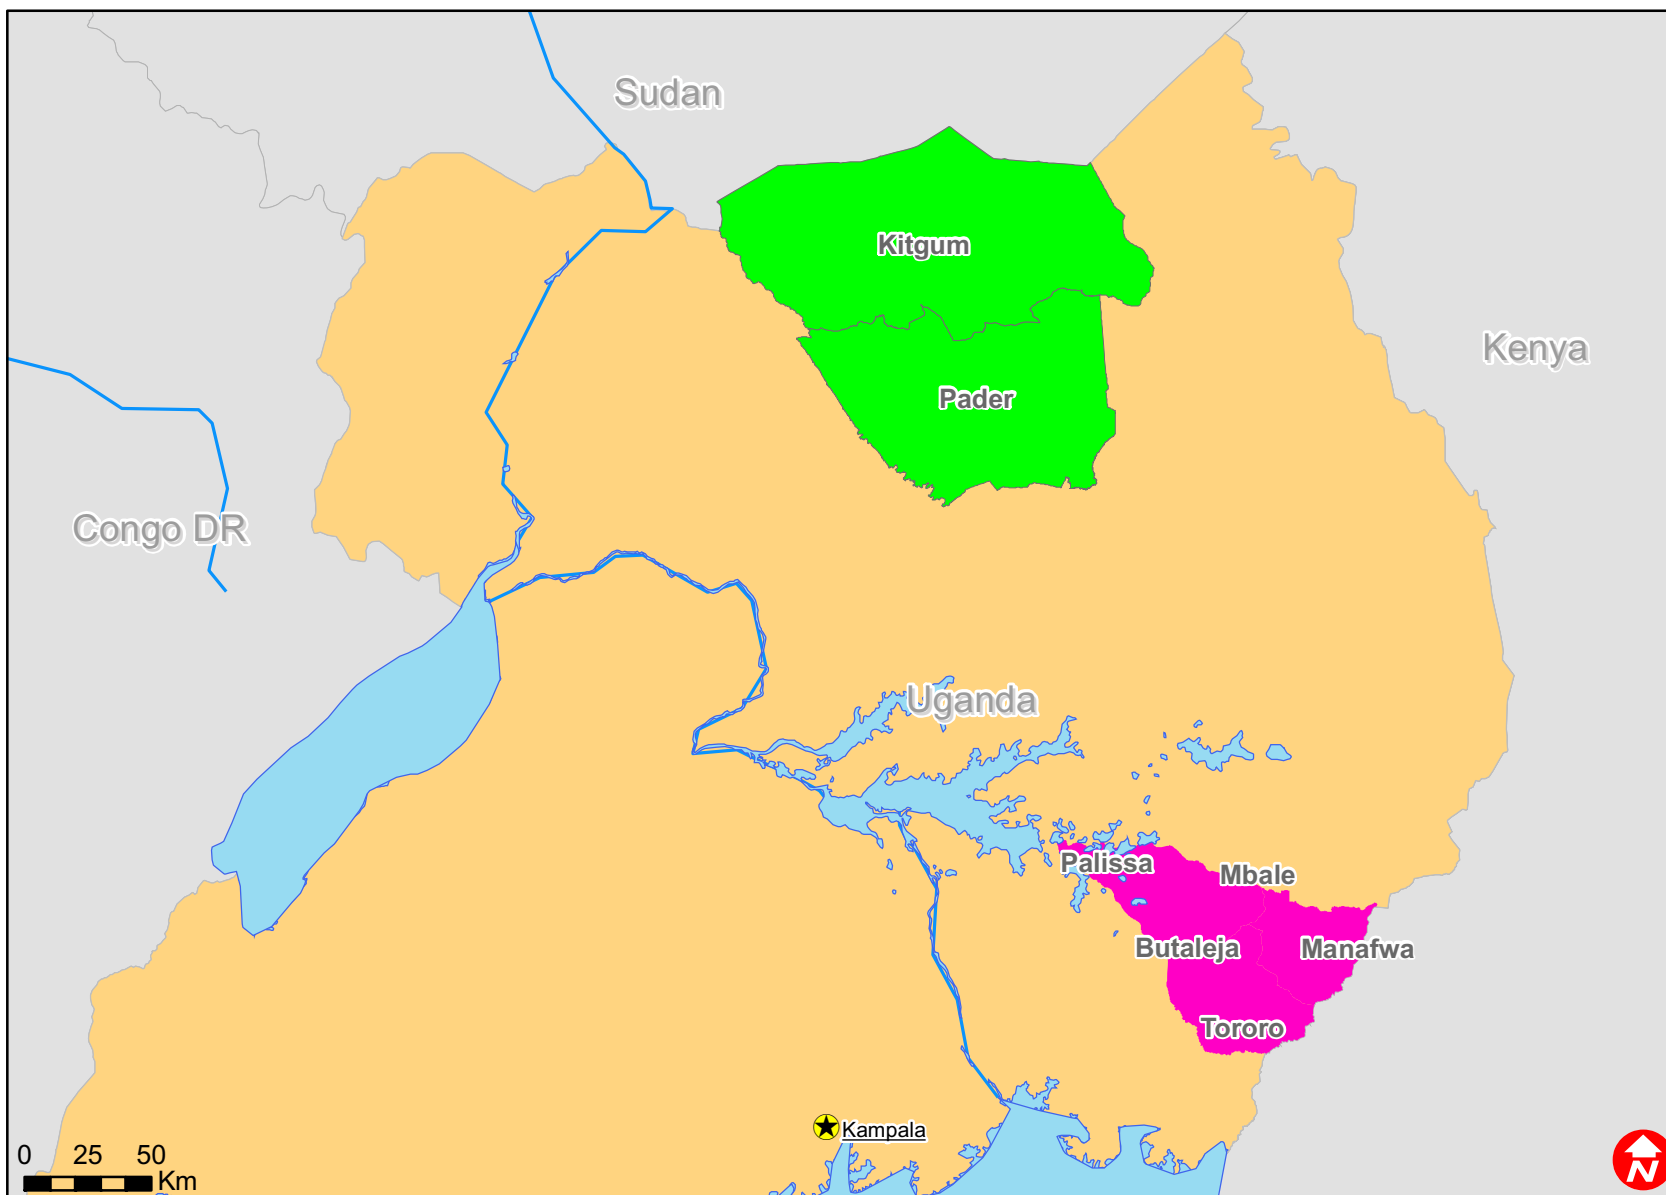 Sudan
Kitgum
Kenya
Pader
Congo DR
Uganda
Palissa
Mbale
Butaleja
Manafwa
Tororo
Kampala
0 25 50
Km
N